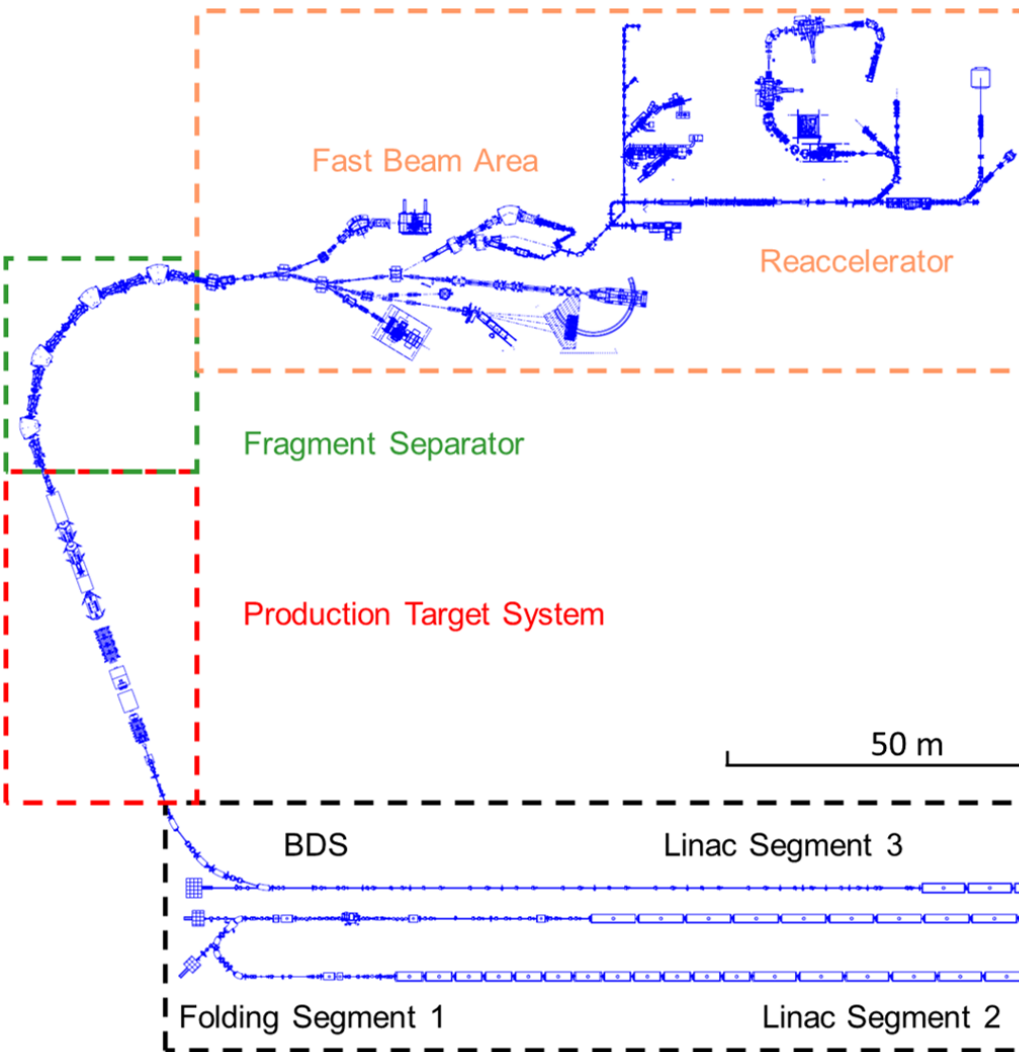 Fast Beam Area
Reaccelerator
Fragment Separator
Production Target System
50 m
BDS
Linac Segment 3
Folding Segment 1
Linac Segment 2